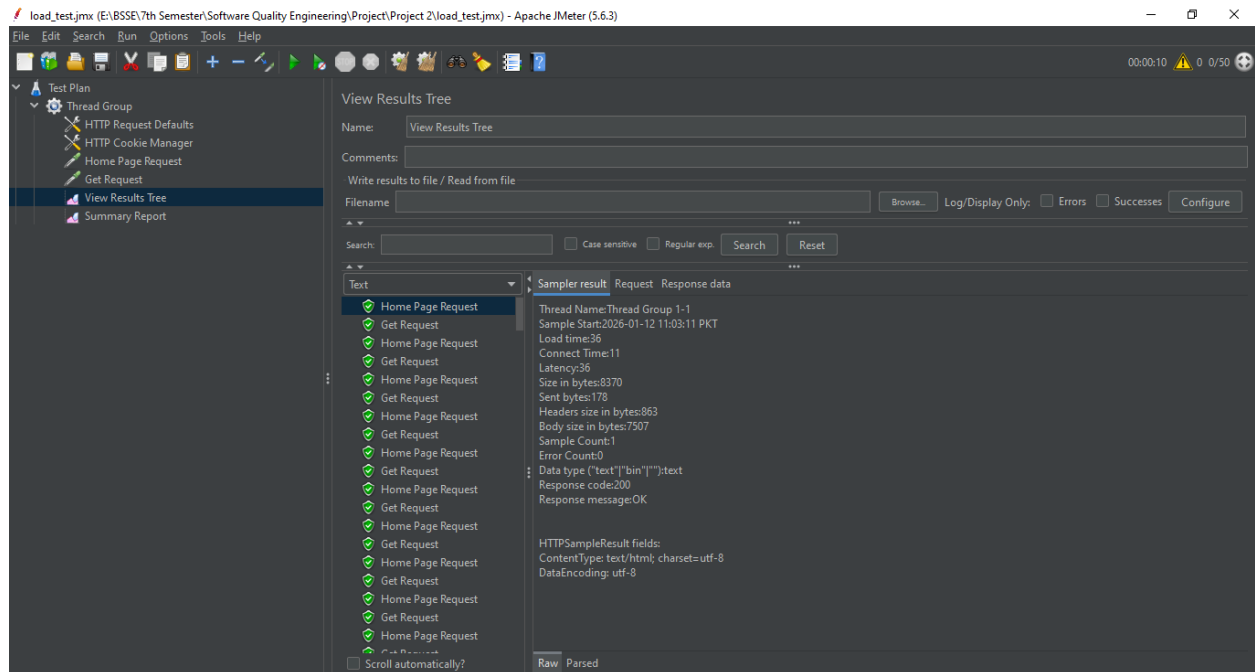 load_test.jmx (E:\BSSE\7th Semester\Software Quality Engineering\Project\Project 2\load_test.jmx) - Apache JMeter (5.6.3)
File Edit Search Run Options Tools Help
00:00:10 0 0/50
Test Plan
Thread Group
HTTP Request Defaults
HTTP Cookie Manager
Home Page Request
Get Request
View Results Tree
Summary Report
View Results Tree
Name: View Results Tree
Comments:
Write results to file / Read from file
Filename Browse... Log/Display Only: Errors Successes Configure
Search: Case sensitive Regular exp. Search Reset
Text
Home Page Request
Get Request
Home Page Request
Get Request
Home Page Request
Get Request
Home Page Request
Get Request
Home Page Request
Get Request
Home Page Request
Get Request
Home Page Request
Get Request
Home Page Request
Get Request
Home Page Request
Get Request
Home Page Request
Get Request
Scroll automatically?
Sampler result Request Response data
Thread Name:Thread Group 1-1
Sample Start:2026-01-12 11:03:11 PKT
Load time:36
Connect Time:11
Latency:36
Size in bytes:8370
Sent bytes:178
Headers size in bytes:863
Body size in bytes:7507
Sample Count:1
Error Count:0
Data type ("text"|"bin"|""):text
Response code:200
Response message:OK
HTTPSampleResult fields:
ContentType: text/html; charset=utf-8
DataEncoding: utf-8
Raw Parsed